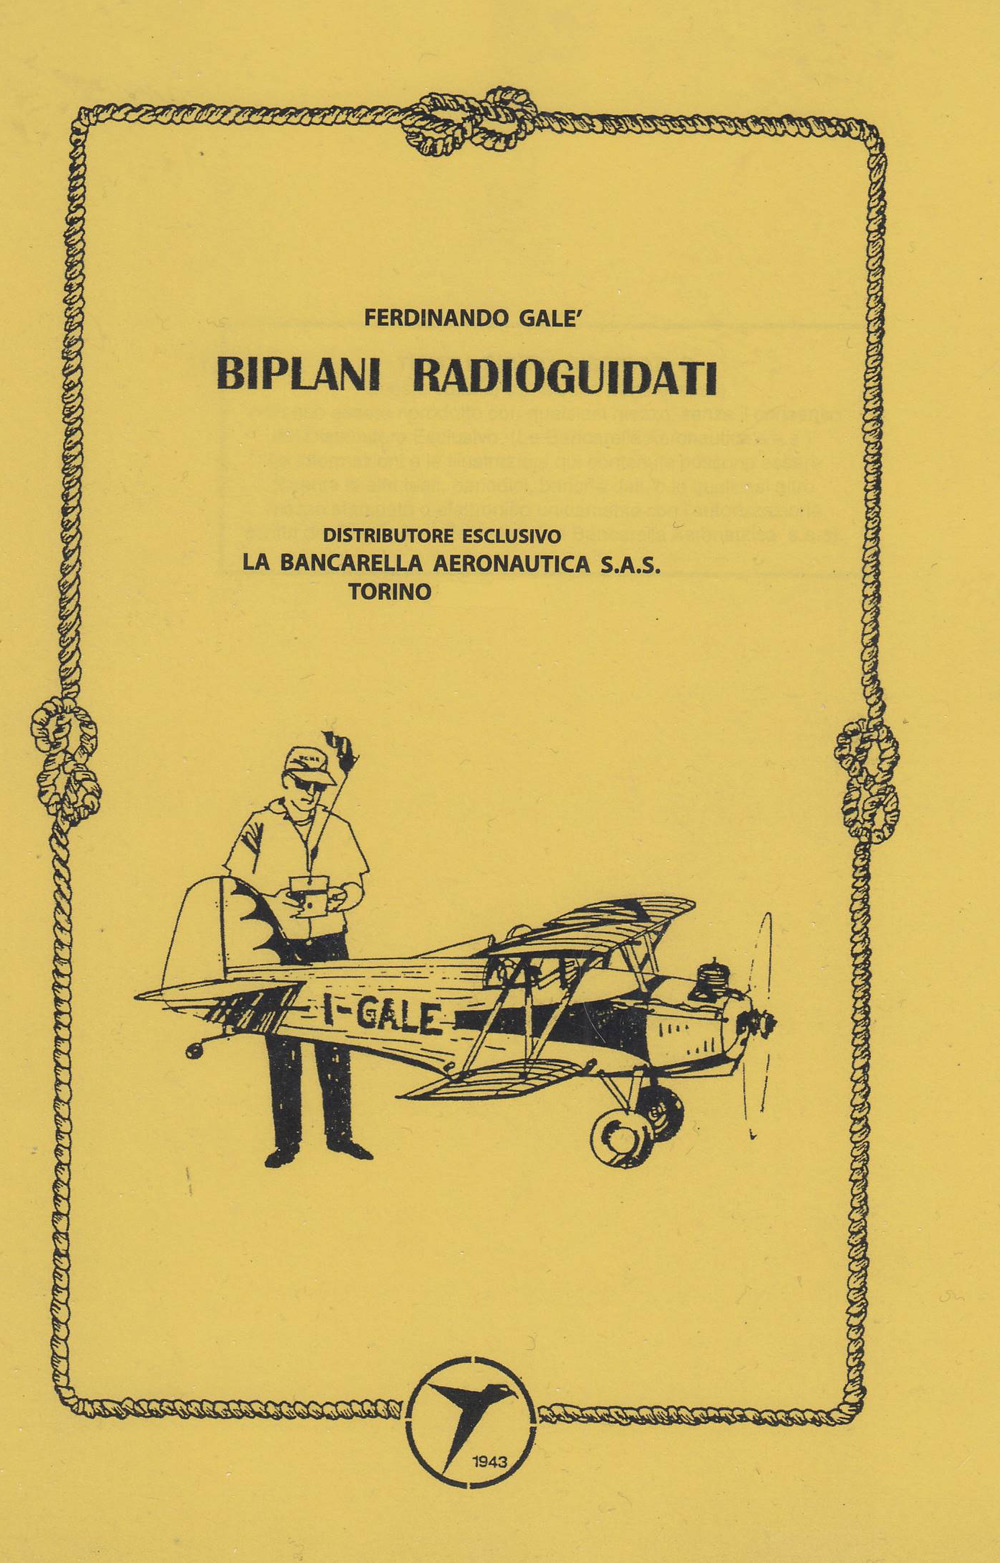 FERDINANDO GALE’
BIPLANI RADIOGUIDATI
DISTRIBUTORE ESCLUSIVO
LA BANCARELLA AERONAUTICA S.A.S.
TORINO
I-GALE
1943